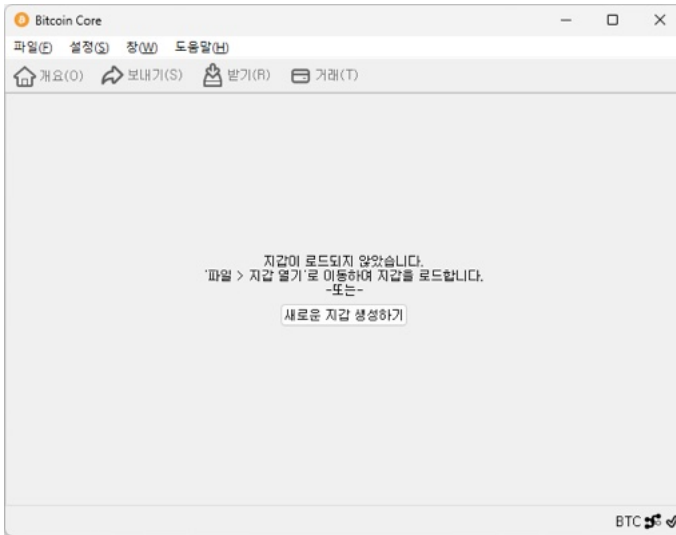 Bitcoin Core
파일(F) 설정(S) 창(W) 도움말(H)
개요(O) 보내기(S) 받기(R) 거래(T)
지갑이 로드되지 않았습니다.
'파일 > 지갑 열기'로 이동하여 지갑을 로드합니다.
-또는-
새로운 지갑 생성하기
BTC